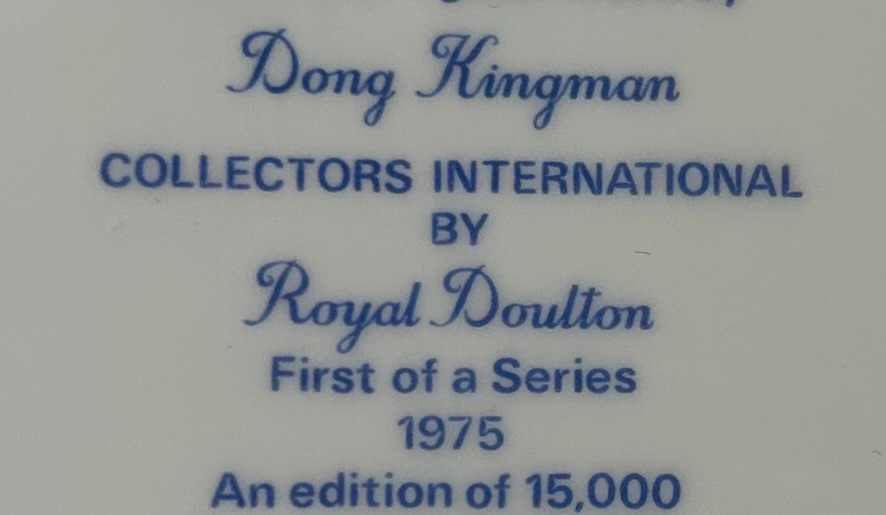 Dong Kingman
COLLECTORS INTERNATIONAL
BY
Royal Doulton
First of a Series
1975
An edition of 15,000